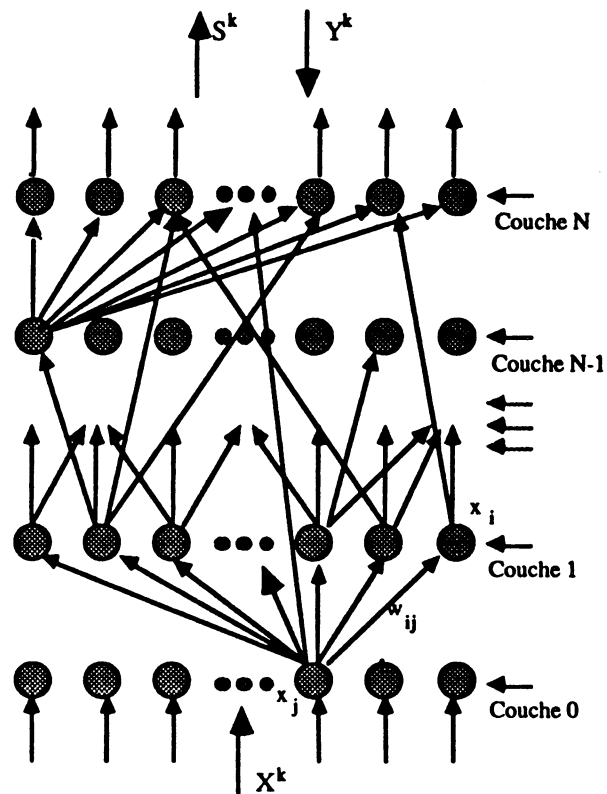 S^k
Y^k
Couche N
Couche N-1
x_i
Couche 1
w_ij
x_j
Couche 0
X^k